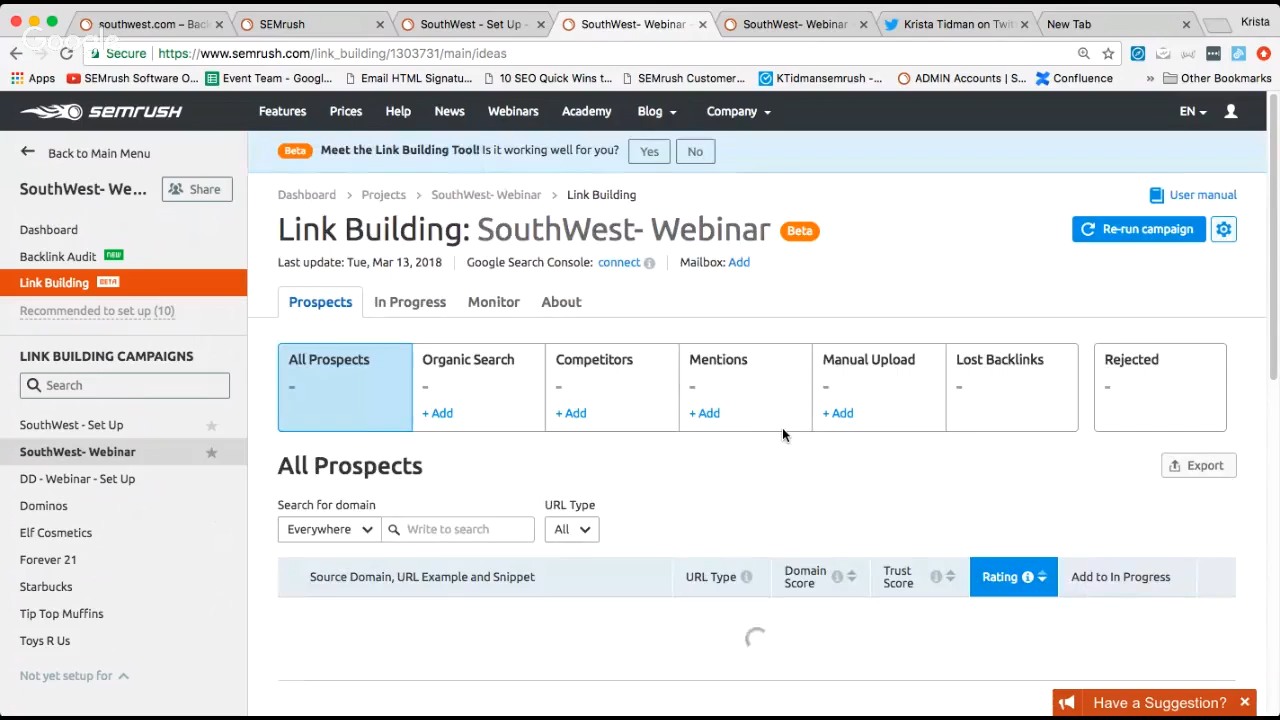 southwest.com – Back
SEMrush
SouthWest - Set Up -
SouthWest- Webinar
SouthWest- Webinar
Krista Tidman on Twitt
New Tab
Krista
Google
Secure https://www.semrush.com/link_building/1303731/main/ideas
Apps SEMrush Software O... Event Team - Googl... Email HTML Signatu... 10 SEO Quick Wins t... SEMrush Customer... KTidmansemrush -... ADMIN Accounts | S... Confluence » Other Bookmarks
SEMRUSH Features Prices Help News Webinars Academy Blog Company EN
Back to Main Menu
SouthWest- We... Share
Dashboard
Backlink Audit NEW
Link Building BETA
Recommended to set up (10)
LINK BUILDING CAMPAIGNS
Search
SouthWest - Set Up
SouthWest- Webinar
DD - Webinar - Set Up
Dominos
Elf Cosmetics
Forever 21
Starbucks
Tip Top Muffins
Toys R Us
Not yet setup for
Beta Meet the Link Building Tool! Is it working well for you? Yes No
Dashboard > Projects > SouthWest- Webinar > Link Building
User manual
Link Building: SouthWest- Webinar Beta
Re-run campaign
Last update: Tue, Mar 13, 2018 Google Search Console: connect Mailbox: Add
Prospects In Progress Monitor About
All Prospects Organic Search Competitors Mentions Manual Upload Lost Backlinks Rejected
– – – – – – –
+ Add + Add + Add + Add
All Prospects
Export
Search for domain URL Type
Everywhere Write to search All
Source Domain, URL Example and Snippet URL Type Domain Score Trust Score Rating Add to In Progress
Have a Suggestion? ×